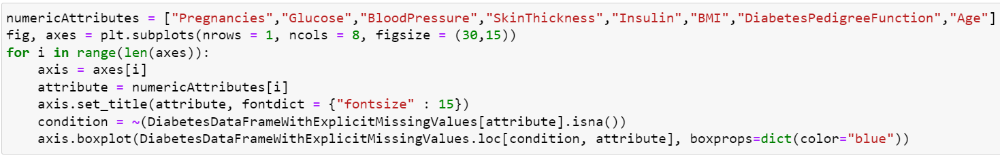 numericAttributes = ["Pregnancies","Glucose","BloodPressure","SkinThickness","Insulin","BMI","DiabetesPedigreeFunction","Age"]
fig, axes = plt.subplots(nrows = 1, ncols = 8, figsize = (30,15))
for i in range(len(axes)):
    axis = axes[i]
    attribute = numericAttributes[i]
    axis.set_title(attribute, fontdict = {"fontsize" : 15})
    condition = ~(DiabetesDataFrameWithExplicitMissingValues[attribute].isna())
    axis.boxplot(DiabetesDataFrameWithExplicitMissingValues.loc[condition, attribute], boxprops=dict(color="blue"))